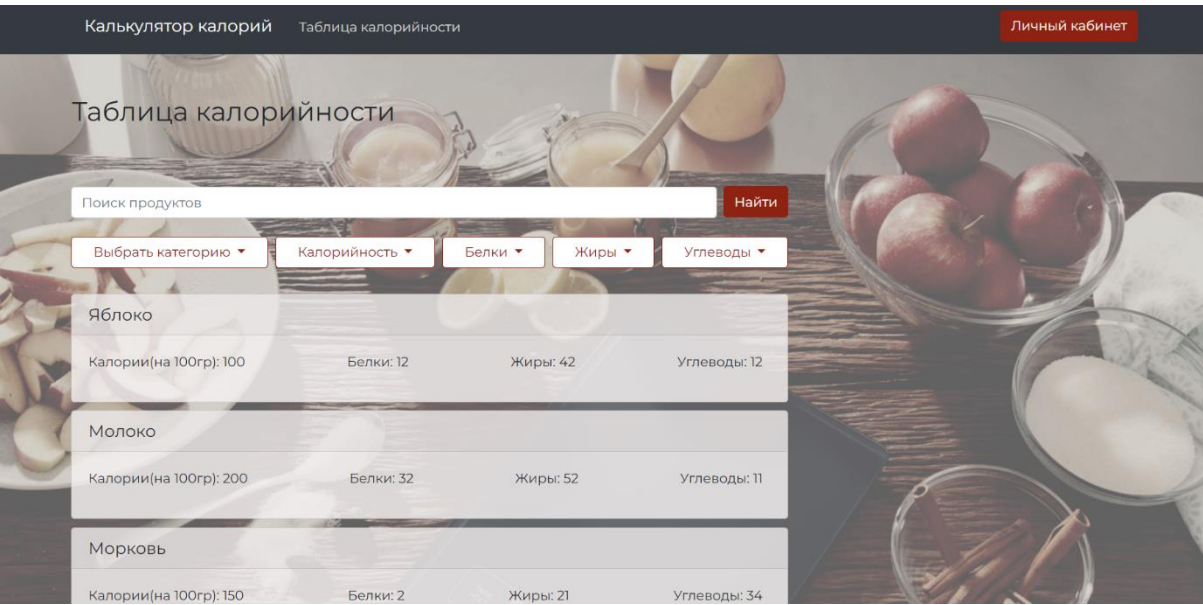 Калькулятор калорий Таблица калорийности Личный кабинет
Таблица калорийности
Поиск продуктов Найти
Выбрать категорию Калорийность Белки Жиры Углеводы
Яблоко
Калории(на 100гр): 100 Белки: 12 Жиры: 42 Углеводы: 12
Молоко
Калории(на 100гр): 200 Белки: 32 Жиры: 52 Углеводы: 11
Морковь
Калории(на 100гр): 150 Белки: 2 Жиры: 21 Углеводы: 34